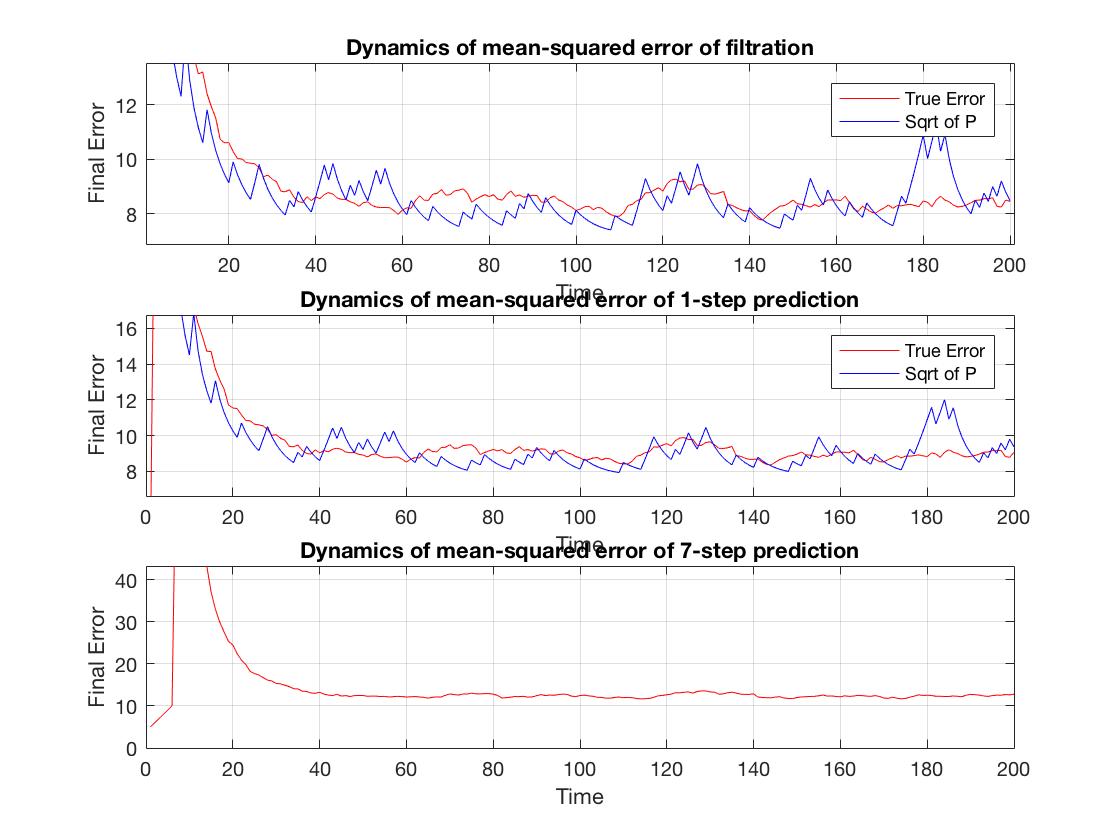 Dynamics of mean-squared error of filtration
Final Error
12
10
8
True Error
Sqrt of P
20 40 60 80 100 120 140 160 180 200
Time
Dynamics of mean-squared error of 1-step prediction
Final Error
16
14
12
10
8
True Error
Sqrt of P
0 20 40 60 80 100 120 140 160 180 200
Time
Dynamics of mean-squared error of 7-step prediction
Final Error
40
30
20
10
0
0 20 40 60 80 100 120 140 160 180 200
Time